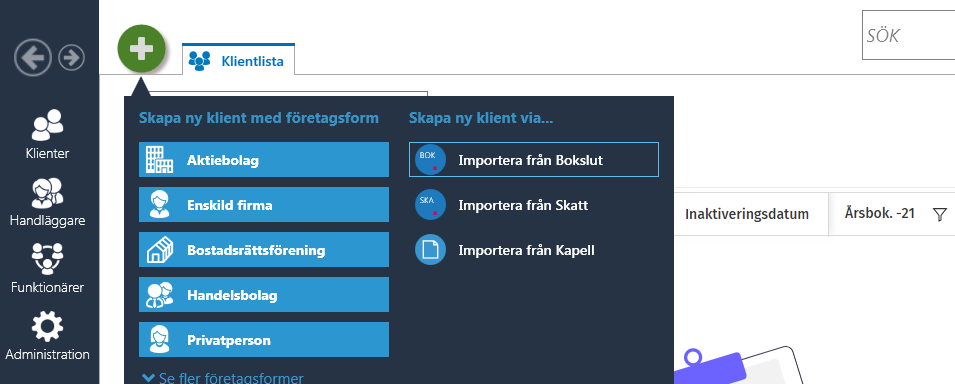 SÖK
Klientlista
Klienter
Handläggare
Funktionärer
Administration
Skapa ny klient med företagsform
Aktiebolag
Enskild firma
Bostadsrättsförening
Handelsbolag
Privatperson
Se fler företagsformer
Skapa ny klient via...
BOK
Importera från Bokslut
SKA
Importera från Skatt
Importera från Kapell
Inaktiveringsdatum
Årsbok. -21